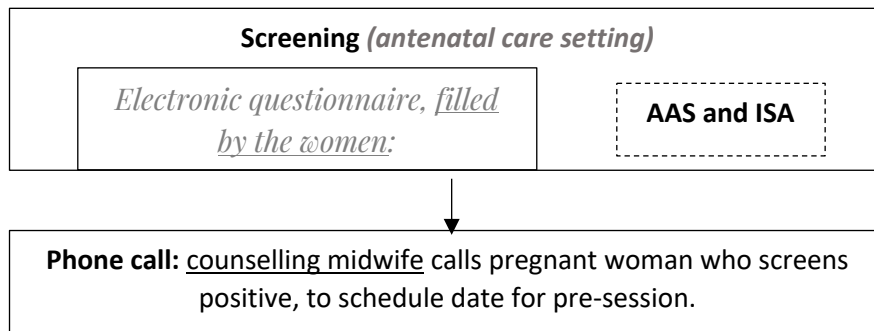 Screening (antenatal care setting)
Electronic questionnaire, filled
by the women:
AAS and ISA
Phone call: counselling midwife calls pregnant woman who screens
positive, to schedule date for pre-session.